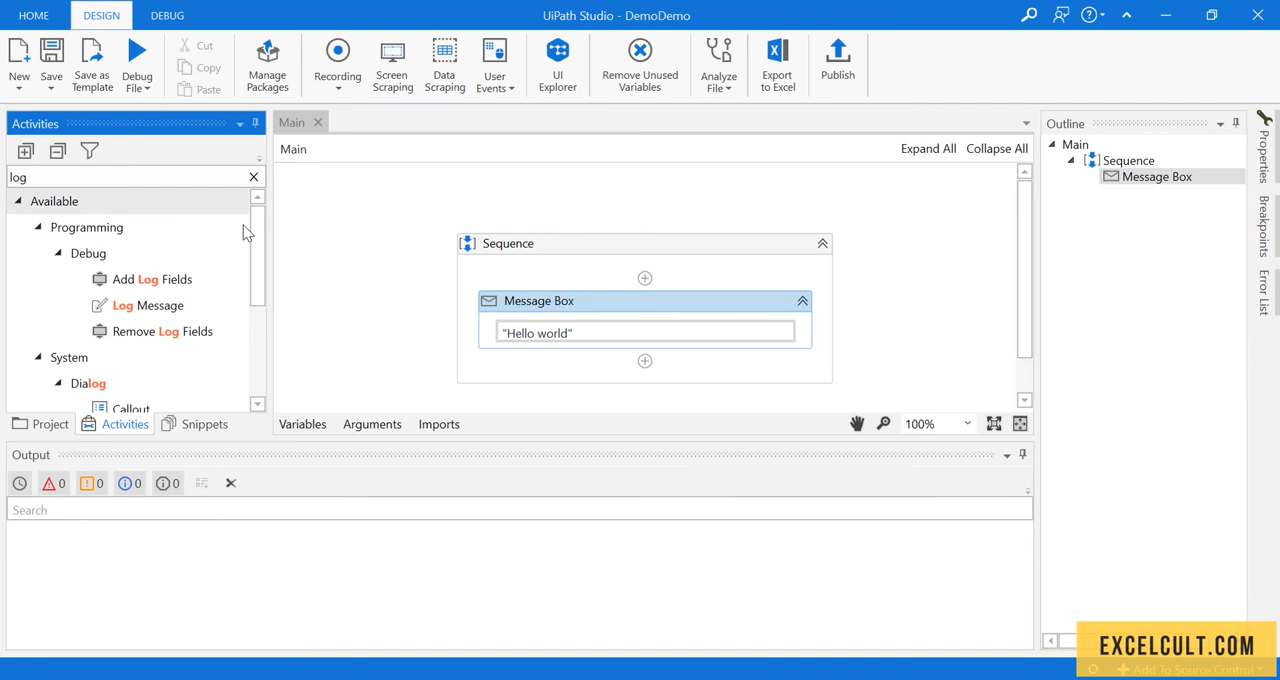 HOME
DESIGN
DEBUG
UiPath Studio - DemoDemo
New
Save
Save as Template
Debug File
Cut
Copy
Paste
Manage Packages
Recording
Screen Scraping
Data Scraping
User Events
UI Explorer
Remove Unused Variables
Analyze File
Export to Excel
Publish
Activities
log
Available
Programming
Debug
Add Log Fields
Log Message
Remove Log Fields
System
Dialog
Callout
Project
Activities
Snippets
Main
Main
Expand All
Collapse All
Sequence
Message Box
"Hello world"
Variables
Arguments
Imports
100%
Outline
Main
Sequence
Message Box
Properties
Breakpoints
Error List
Output
0
0
0
0
Search
EXCELCULT.COM
Add To Source Control